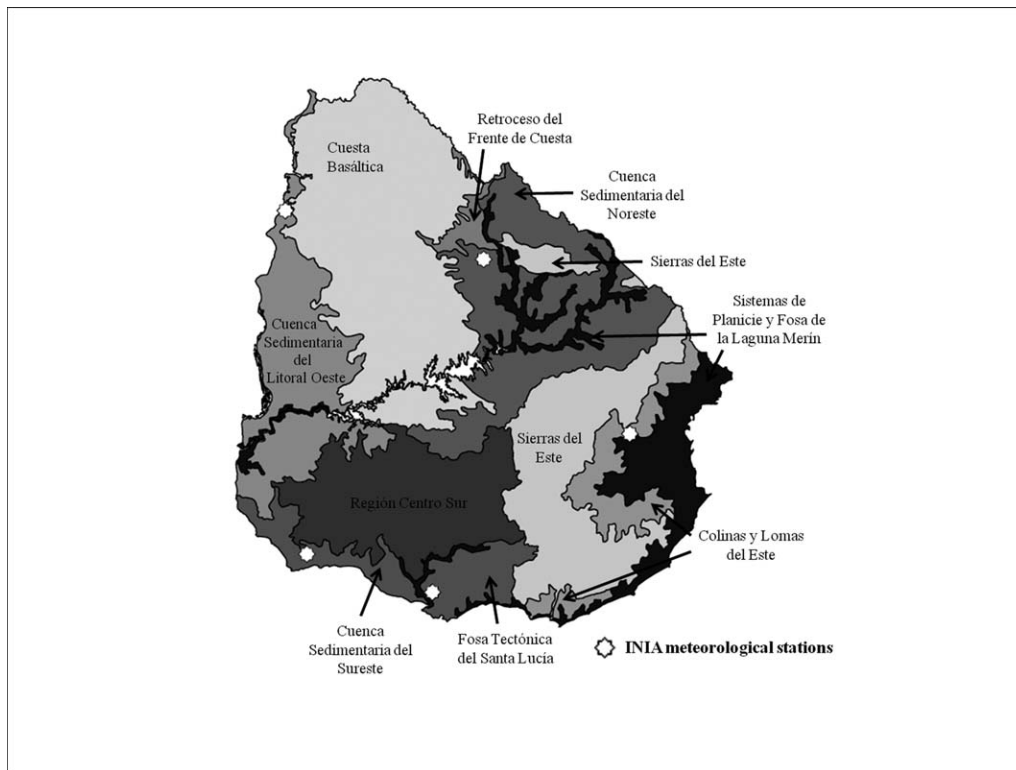 Retroceso del
Frente de Cuesta
Cuesta
Basáltica
Cuenca
Sedimentaria del
Noreste
Sierras del Este
Sistemas de
Planicie y Fosa de
la Laguna Merín
Cuenca
Sedimentaria
del
Litoral Oeste
Sierras del
Este
Región Centro Sur
Colinas y Lomas
del Este
Cuenca
Sedimentaria del
Sureste
Fosa Tectónica
del Santa Lucía
INIA meteorological stations